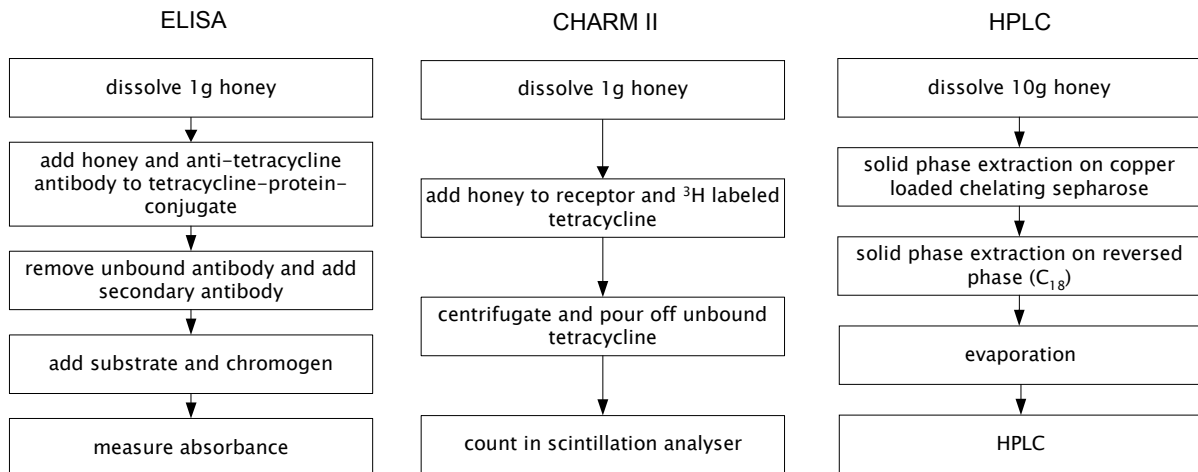 ELISA
dissolve 1g honey
add honey and anti-tetracycline
antibody to tetracycline-protein-
conjugate
remove unbound antibody and add
secondary antibody
add substrate and chromogen
measure absorbance
CHARM II
dissolve 1g honey
add honey to receptor and ³H labeled
tetracycline
centrifugate and pour off unbound
tetracycline
count in scintillation analyser
HPLC
dissolve 10g honey
solid phase extraction on copper
loaded chelating sepharose
solid phase extraction on reversed
phase (C₁₈)
evaporation
HPLC